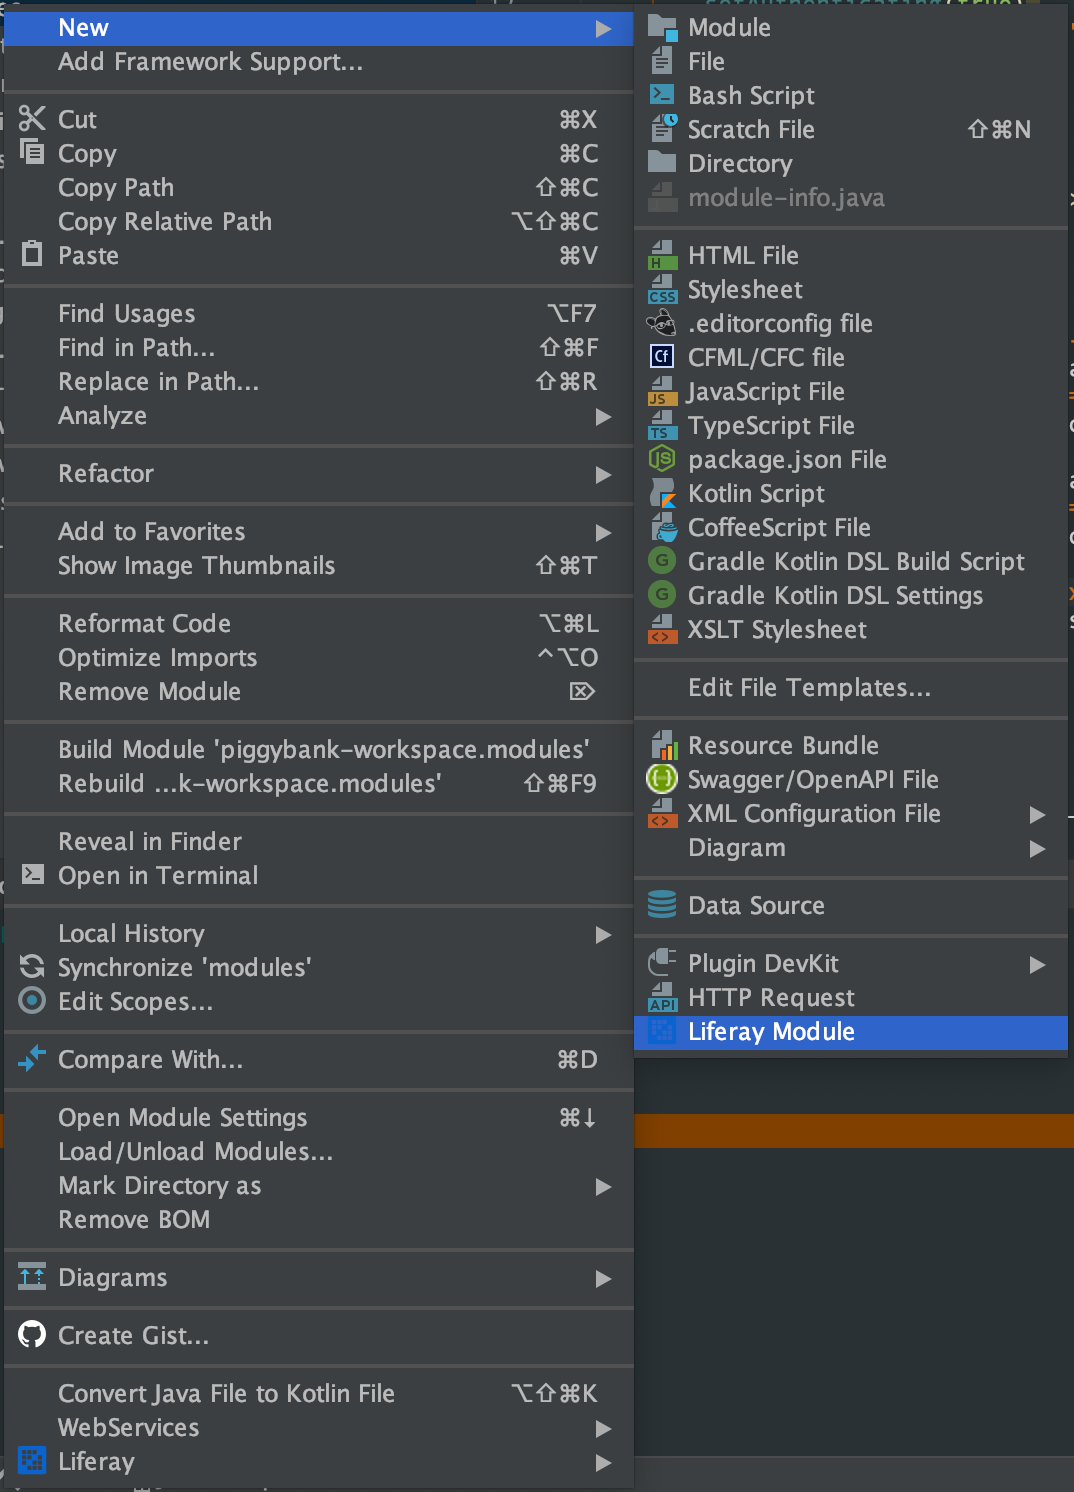 New
Add Framework Support...
Cut ⌘X
Copy ⌘C
Copy Path ⇧⌘C
Copy Relative Path ⌥⇧⌘C
Paste ⌘V
Find Usages ⌥F7
Find in Path... ⇧⌘F
Replace in Path... ⇧⌘R
Analyze
Refactor
Add to Favorites
Show Image Thumbnails ⇧⌘T
Reformat Code ⌥⌘L
Optimize Imports ^⌥O
Remove Module ⌦
Build Module 'piggybank-workspace.modules'
Rebuild ...k-workspace.modules' ⇧⌘F9
Reveal in Finder
Open in Terminal
Local History
Synchronize 'modules'
Edit Scopes...
Compare With... ⌘D
Open Module Settings ⌘↓
Load/Unload Modules...
Mark Directory as
Remove BOM
Diagrams
Create Gist...
Convert Java File to Kotlin File ⌥⇧⌘K
WebServices
Liferay
Module
File
Bash Script
Scratch File ⇧⌘N
Directory
module-info.java
H HTML File
CSS Stylesheet
.editorconfig file
Cf CFML/CFC file
JS JavaScript File
TS TypeScript File
JS package.json File
Kotlin Script
CoffeeScript File
G Gradle Kotlin DSL Build Script
G Gradle Kotlin DSL Settings
<> XSLT Stylesheet
Edit File Templates...
Resource Bundle
Swagger/OpenAPI File
<> XML Configuration File
Diagram
Data Source
Plugin DevKit
API HTTP Request
Liferay Module